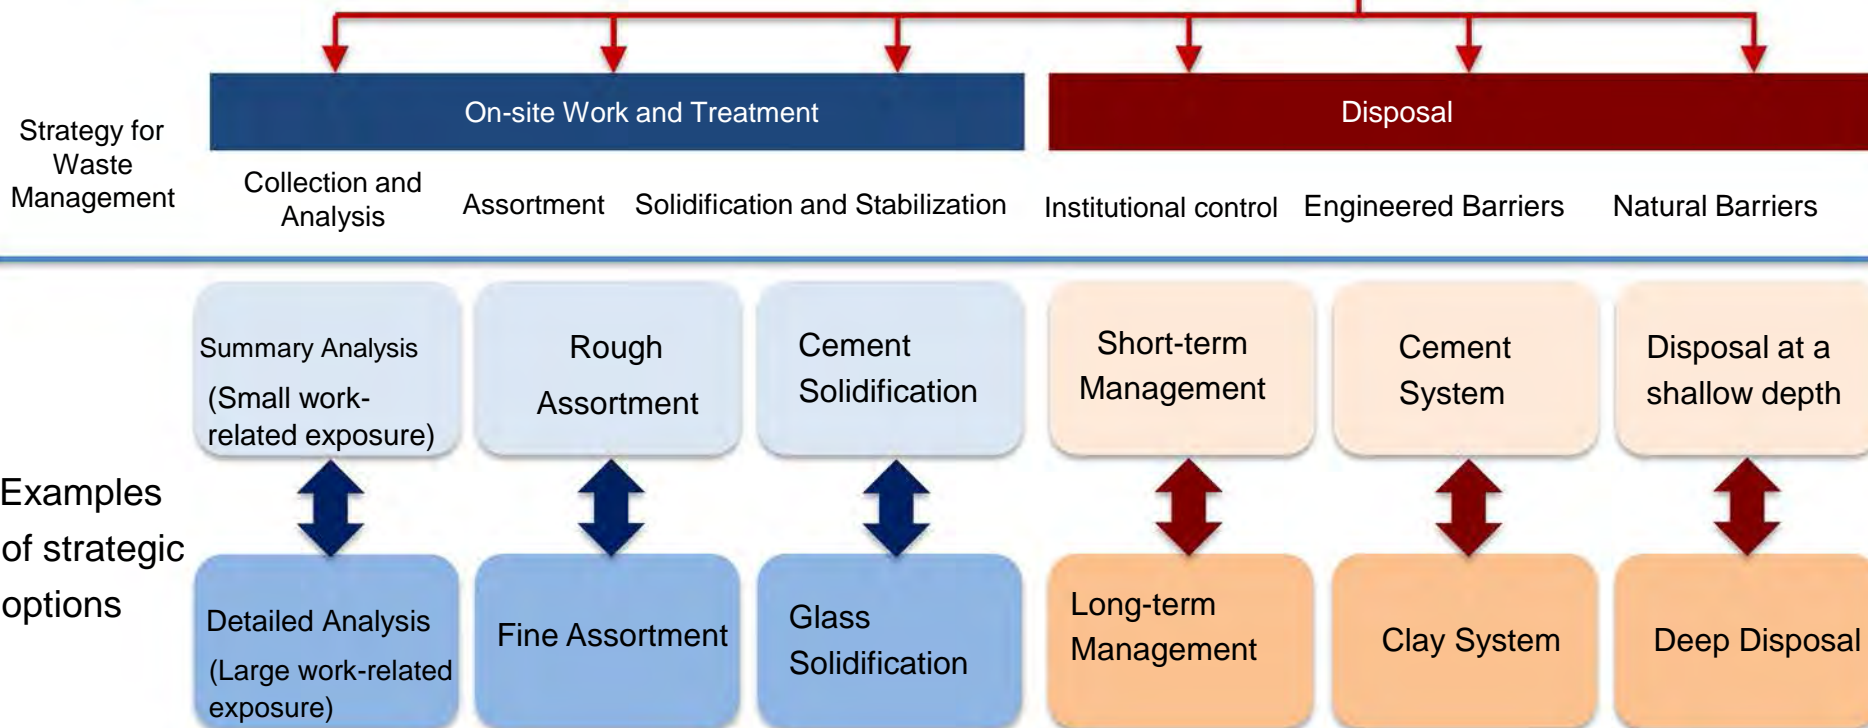 On-site Work and Treatment
Disposal
Strategy for
Waste
Management
Collection and
Analysis
Assortment
Solidification and Stabilization
Institutional control
Engineered Barriers
Natural Barriers
Examples
of strategic
options
Summary Analysis
(Small work-
related exposure)
Rough
Assortment
Cement
Solidification
Short-term
Management
Cement
System
Disposal at a
shallow depth
Detailed Analysis
(Large work-related
exposure)
Fine Assortment
Glass
Solidification
Long-term
Management
Clay System
Deep Disposal